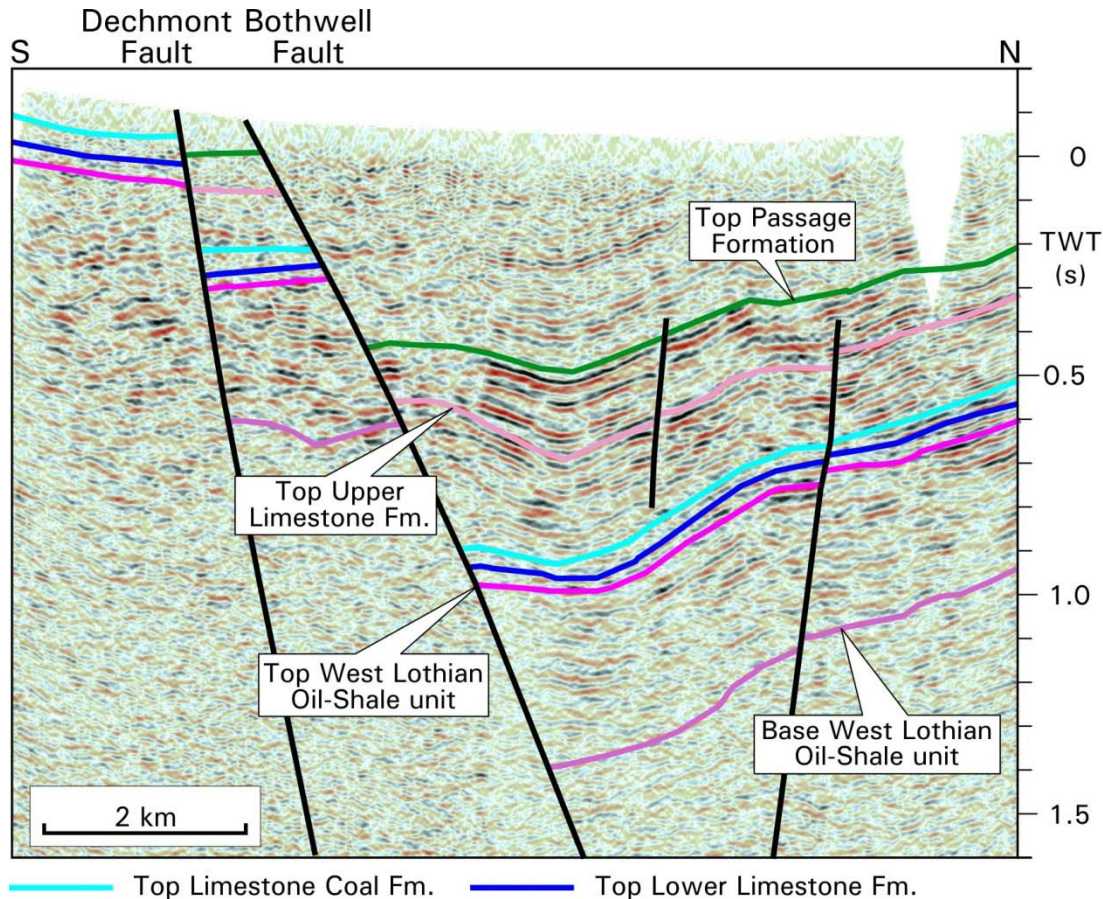 Dechmont Bothwell
S Fault Fault N
0
Top Passage
Formation
TWT
(s)
0.5
Top Upper
Limestone Fm.
1.0
Top West Lothian
Oil-Shale unit
Base West Lothian
Oil-Shale unit
2 km
1.5
Top Limestone Coal Fm. Top Lower Limestone Fm.